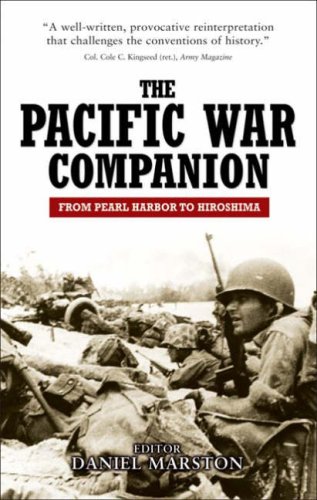 “A well-written, provocative reinterpretation
that challenges the conventions of history.”
Col. Cole C. Kingseed (ret.), Army Magazine
THE
PACIFIC WAR
COMPANION
FROM PEARL HARBOR TO HIROSHIMA
EDITOR
DANIEL MARSTON